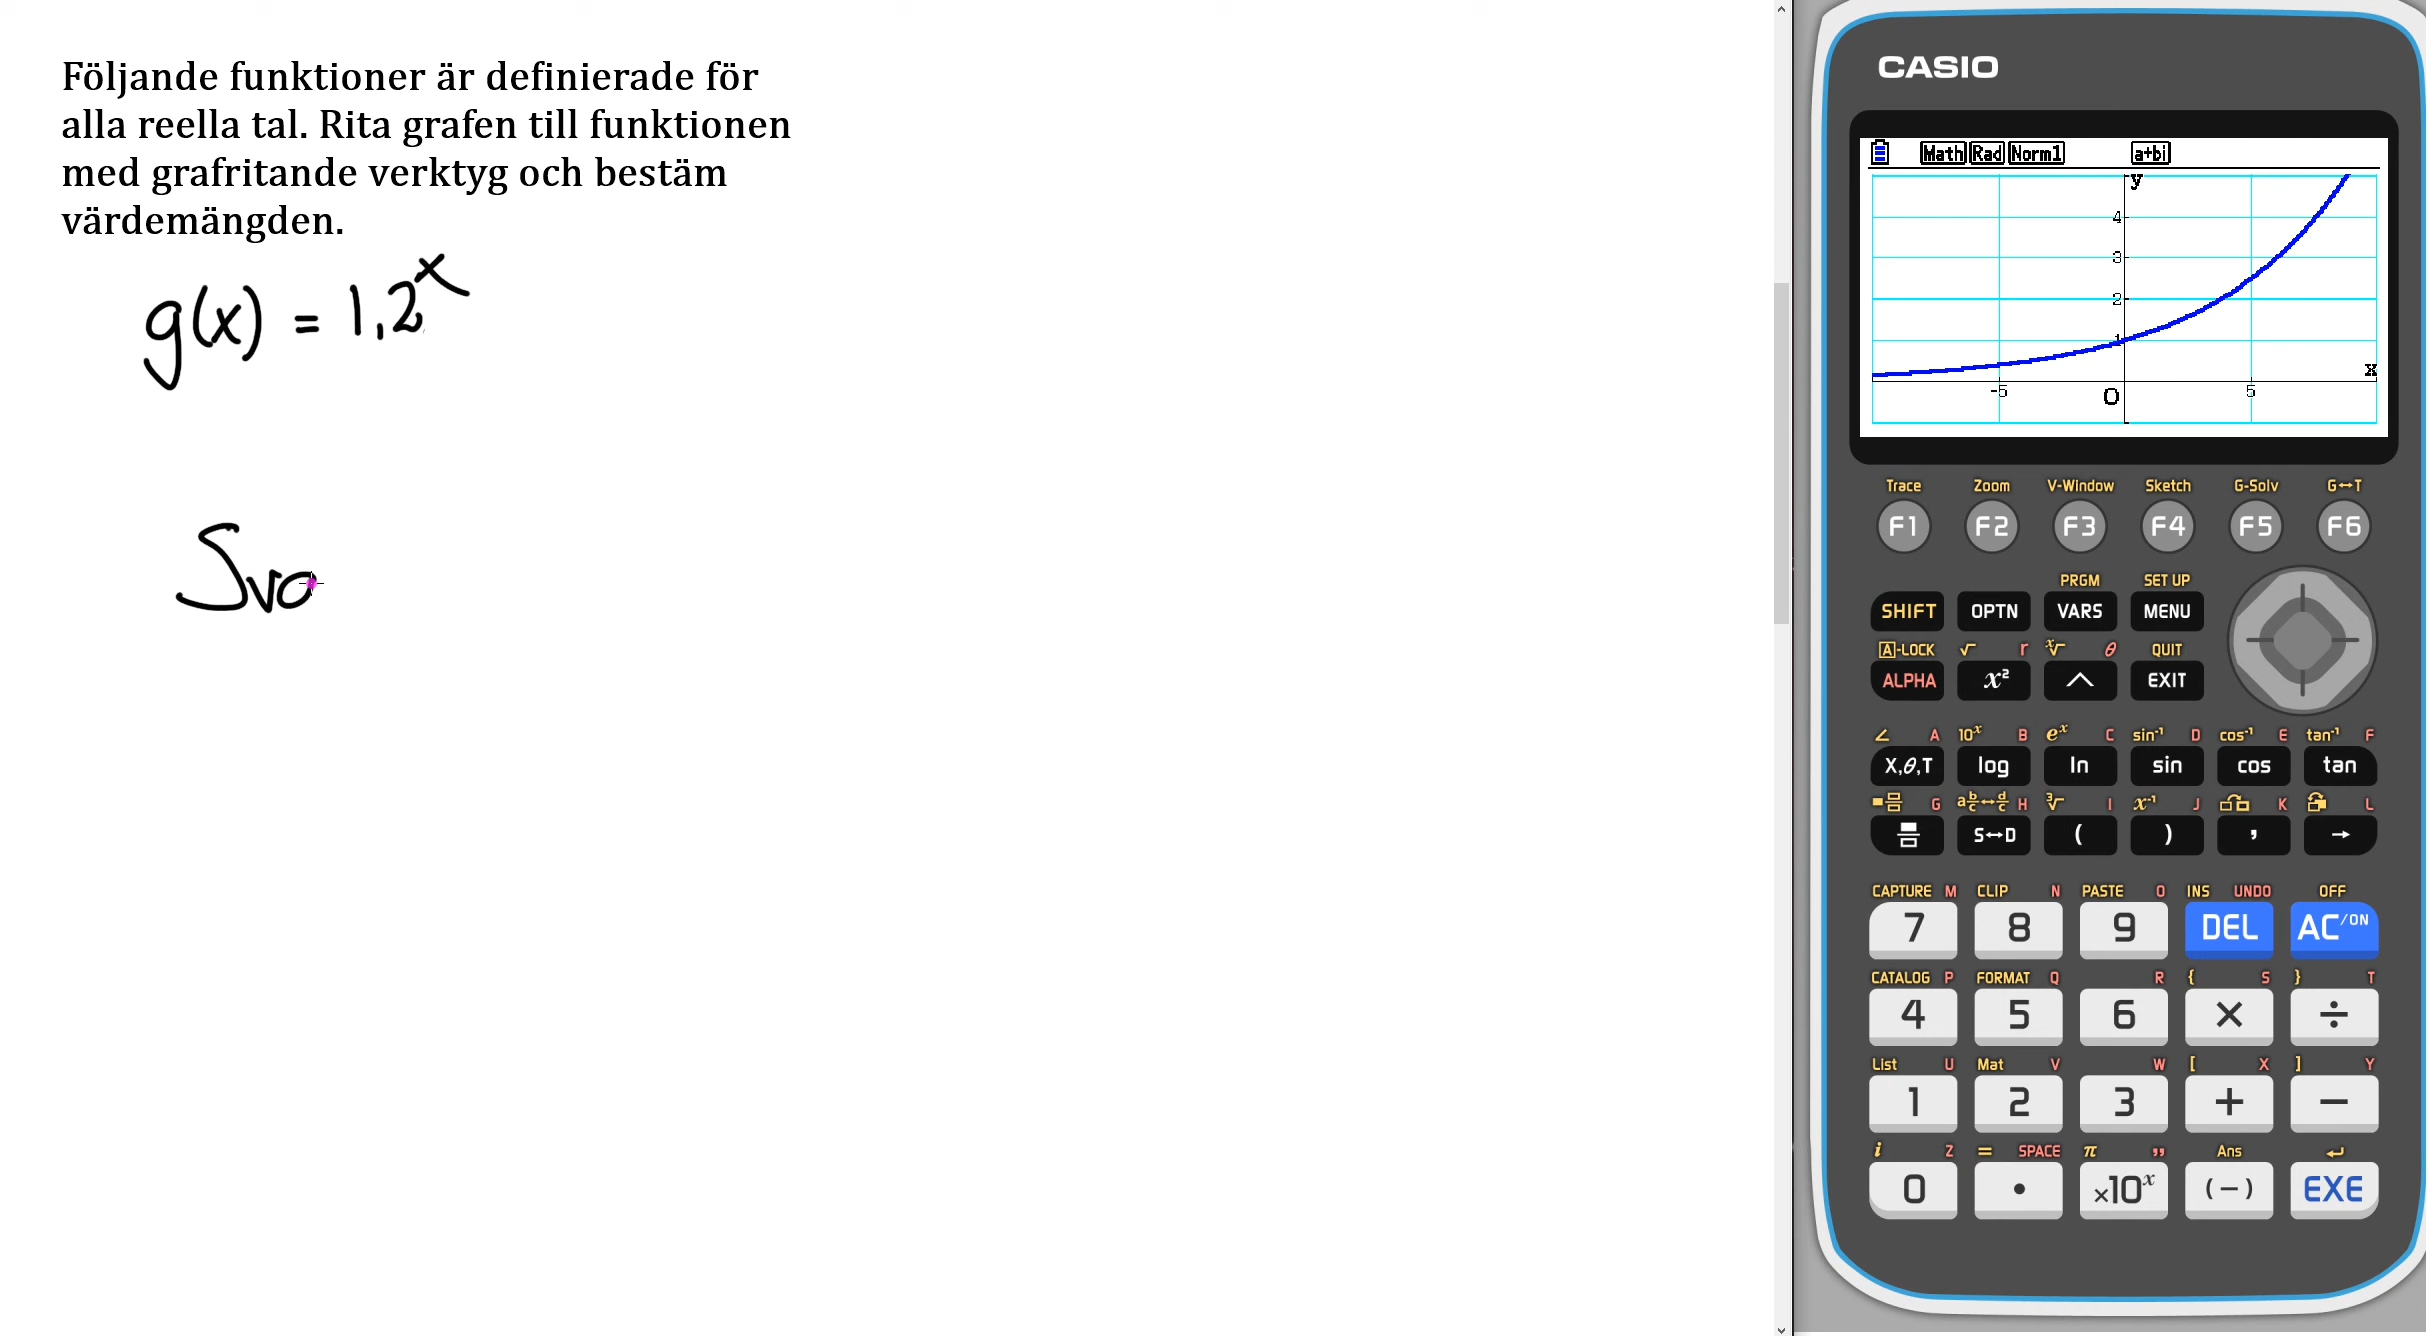 Följande funktioner är definierade för
alla reella tal. Rita grafen till funktionen
med grafritande verktyg och bestäm
värdemängden.
g(x) = 1,2^x
Sva
CASIO
Math Rad Norm1 a+bi
y
4
3
2
1
x
-5 O 5
Trace Zoom V-Window Sketch G-Solv G↔T
F1 F2 F3 F4 F5 F6
PRGM SET UP
SHIFT OPTN VARS MENU
A-LOCK √ r ˣ√ θ QUIT
ALPHA x² ^ EXIT
∠ A 10ˣ B eˣ C sin⁻¹ D cos⁻¹ E tan⁻¹ F
X,θ,T log ln sin cos tan
G a b/c↔d/c H ³√ I x⁻¹ J K L
S↔D ( ) , →
CAPTURE M CLIP N PASTE O INS UNDO OFF
7 8 9 DEL AC/ON
CATALOG P FORMAT Q R { S } T
4 5 6 × ÷
List U Mat V W [ X ] Y
1 2 3 + −
i Z = SPACE π " Ans ↵
0 • ×10ˣ (−) EXE